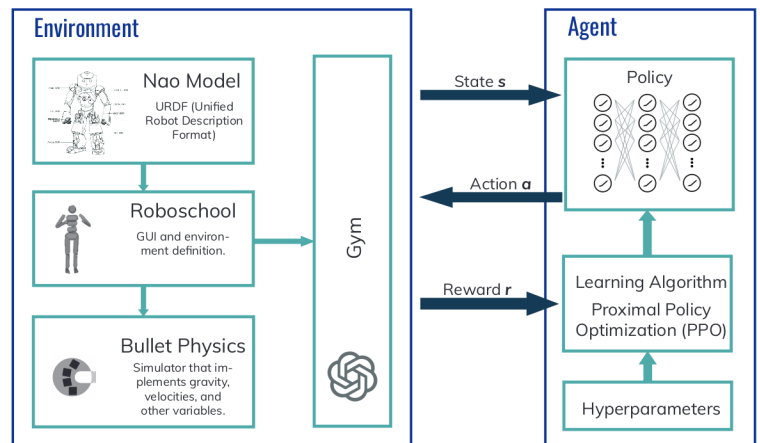 Environment
Nao Model
URDF (Unified
Robot Description
Format)
Roboschool
GUI and environ-
ment definition.
Bullet Physics
Simulator that im-
plements gravity,
velocities, and
other variables.
Gym
State s
Action a
Reward r
Agent
Policy
Learning Algorithm
Proximal Policy
Optimization (PPO)
Hyperparameters